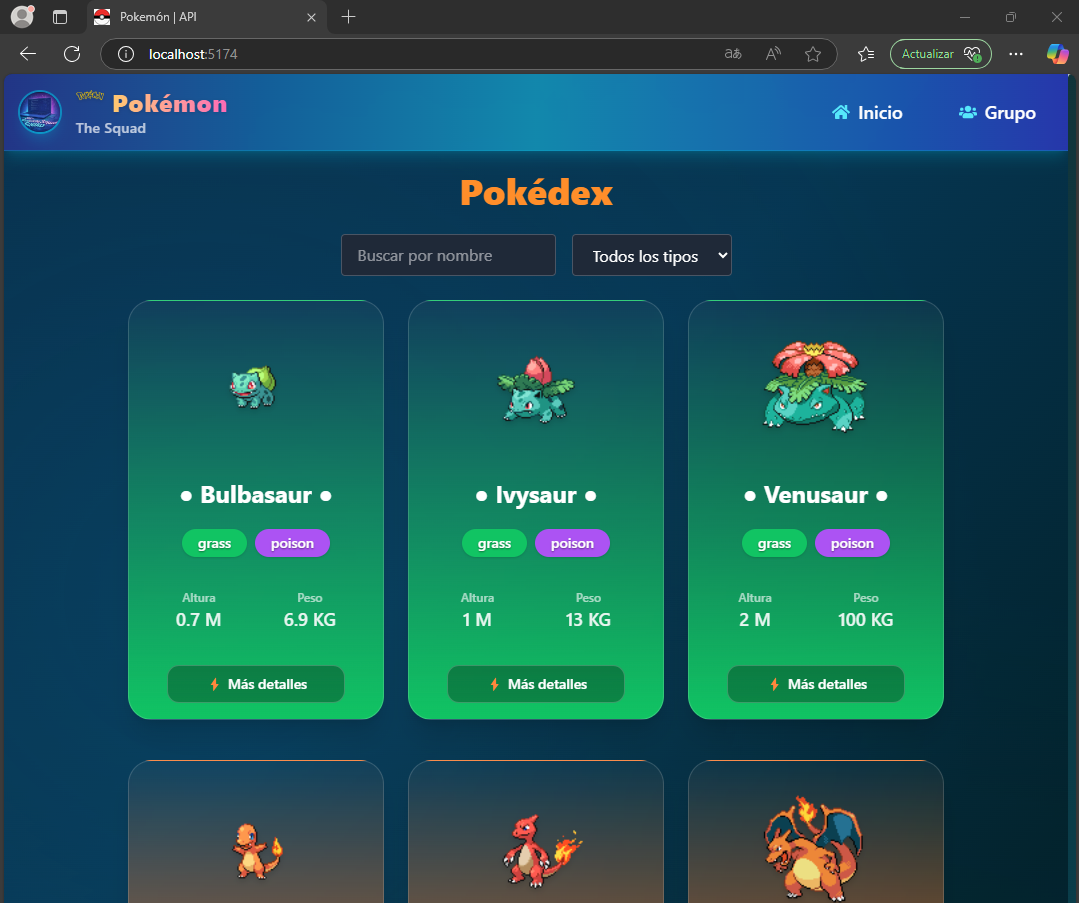 Pokemón | API
localhost:5174
Actualizar
Pokémon
The Squad
Inicio
Grupo
Pokédex
Buscar por nombre
Todos los tipos
• Bulbasaur •
grass poison
Altura Peso
0.7 M 6.9 KG
Más detalles
• Ivysaur •
grass poison
Altura Peso
1 M 13 KG
Más detalles
• Venusaur •
grass poison
Altura Peso
2 M 100 KG
Más detalles